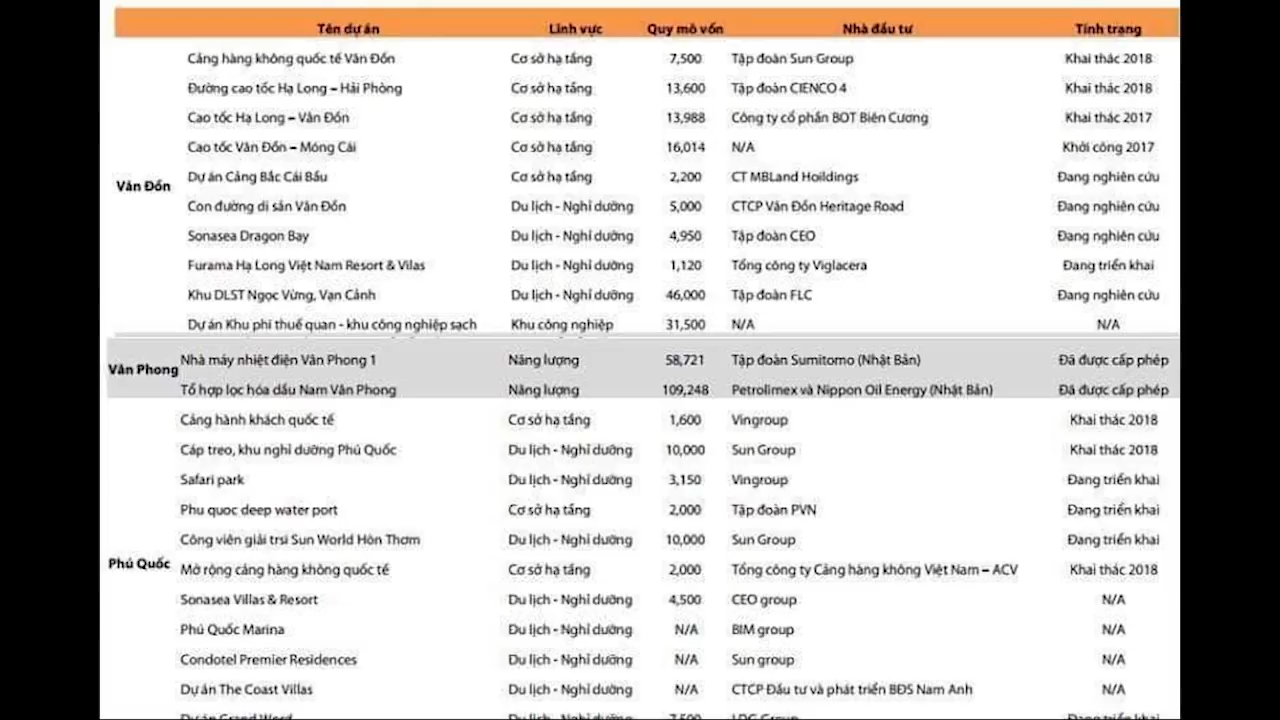 Tên dự án Lĩnh vực Quy mô vốn Nhà đầu tư Tính trạng
Cảng hàng không quốc tế Vân Đồn Cơ sở hạ tầng 7,500 Tập đoàn Sun Group Khai thác 2018
Đường cao tốc Hạ Long – Hải Phòng Cơ sở hạ tầng 13,600 Tập đoàn CIENCO 4 Khai thác 2018
Cao tốc Hạ Long – Vân Đồn Cơ sở hạ tầng 13,988 Công ty cổ phần BOT Biên Cương Khai thác 2017
Cao tốc Vân Đồn – Móng Cái Cơ sở hạ tầng 16,014 N/A Khởi công 2017
Vân Đồn Dự án Cảng Bắc Cái Bầu Cơ sở hạ tầng 2,200 CT MBLand Hoildings Đang nghiên cứu
Con đường di sản Vân Đồn Du lịch - Nghỉ dưỡng 5,000 CTCP Vân Đồn Heritage Road Đang nghiên cứu
Sonasea Dragon Bay Du lịch - Nghỉ dưỡng 4,950 Tập đoàn CEO Đang nghiên cứu
Furama Hạ Long Việt Nam Resort & Vilas Du lịch - Nghỉ dưỡng 1,120 Tổng công ty Viglacera Đang triển khai
Khu DLST Ngọc Vừng, Vạn Cảnh Du lịch - Nghỉ dưỡng 46,000 Tập đoàn FLC Đang nghiên cứu
Dự án Khu phi thuế quan - khu công nghiệp sạch Khu công nghiệp 31,500 N/A N/A
Vân Phong Nhà máy nhiệt điện Vân Phong 1 Năng lượng 58,721 Tập đoàn Sumitomo (Nhật Bản) Đã được cấp phép
Tổ hợp lọc hóa dầu Nam Vân Phong Năng lượng 109,248 Petrolimex và Nippon Oil Energy (Nhật Bản) Đã được cấp phép
Cảng hành khách quốc tế Cơ sở hạ tầng 1,600 Vingroup Khai thác 2018
Cáp treo, khu nghỉ dưỡng Phú Quốc Du lịch - Nghỉ dưỡng 10,000 Sun Group Khai thác 2018
Safari park Du lịch - Nghỉ dưỡng 3,150 Vingroup Đang triển khai
Phu quoc deep water port Cơ sở hạ tầng 2,000 Tập đoàn PVN Đang triển khai
Công viên giải trsi Sun World Hòn Thơm Du lịch - Nghỉ dưỡng 10,000 Sun Group Đang triển khai
Phú Quốc Mở rộng cảng hàng không quốc tế Cơ sở hạ tầng 2,000 Tổng công ty Cảng hàng không Việt Nam – ACV Khai thác 2018
Sonasea Villas & Resort Du lịch - Nghỉ dưỡng 4,500 CEO group N/A
Phú Quốc Marina Du lịch - Nghỉ dưỡng N/A BIM group N/A
Condotel Premier Residences Du lịch - Nghỉ dưỡng N/A Sun group N/A
Dự án The Coast Villas Du lịch - Nghỉ dưỡng N/A CTCP Đầu tư và phát triển BĐS Nam Anh N/A
Dự án Grand Word Du lịch - Nghỉ dưỡng 7,500 LDG Group Đang triển khai